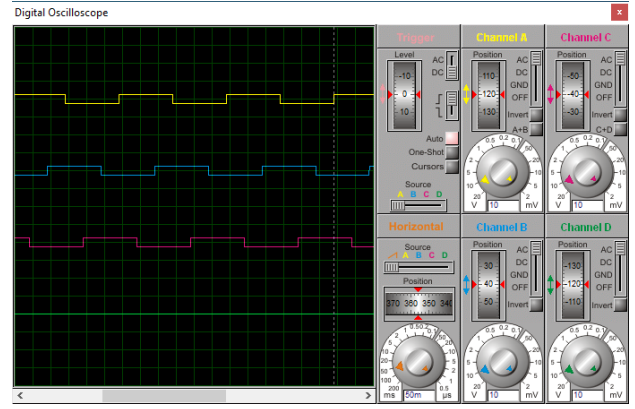 Digital Oscilloscope
x
Trigger
Level
AC
DC
-10
0
10
Auto
One-Shot
Cursors
Source
A B C D
Channel A
Position
AC
DC
GND
OFF
110
120
130
Invert
A+B
V
10
mV
Channel C
Position
AC
DC
GND
OFF
-50
-40
-30
Invert
C+D
V
10
mV
Horizontal
Source
A B C D
Position
370 360 350 340
ms
50m
µs
Channel B
Position
AC
DC
GND
OFF
30
40
50
Invert
V
10
mV
Channel D
Position
AC
DC
GND
OFF
-130
-120
-110
Invert
V
10
mV